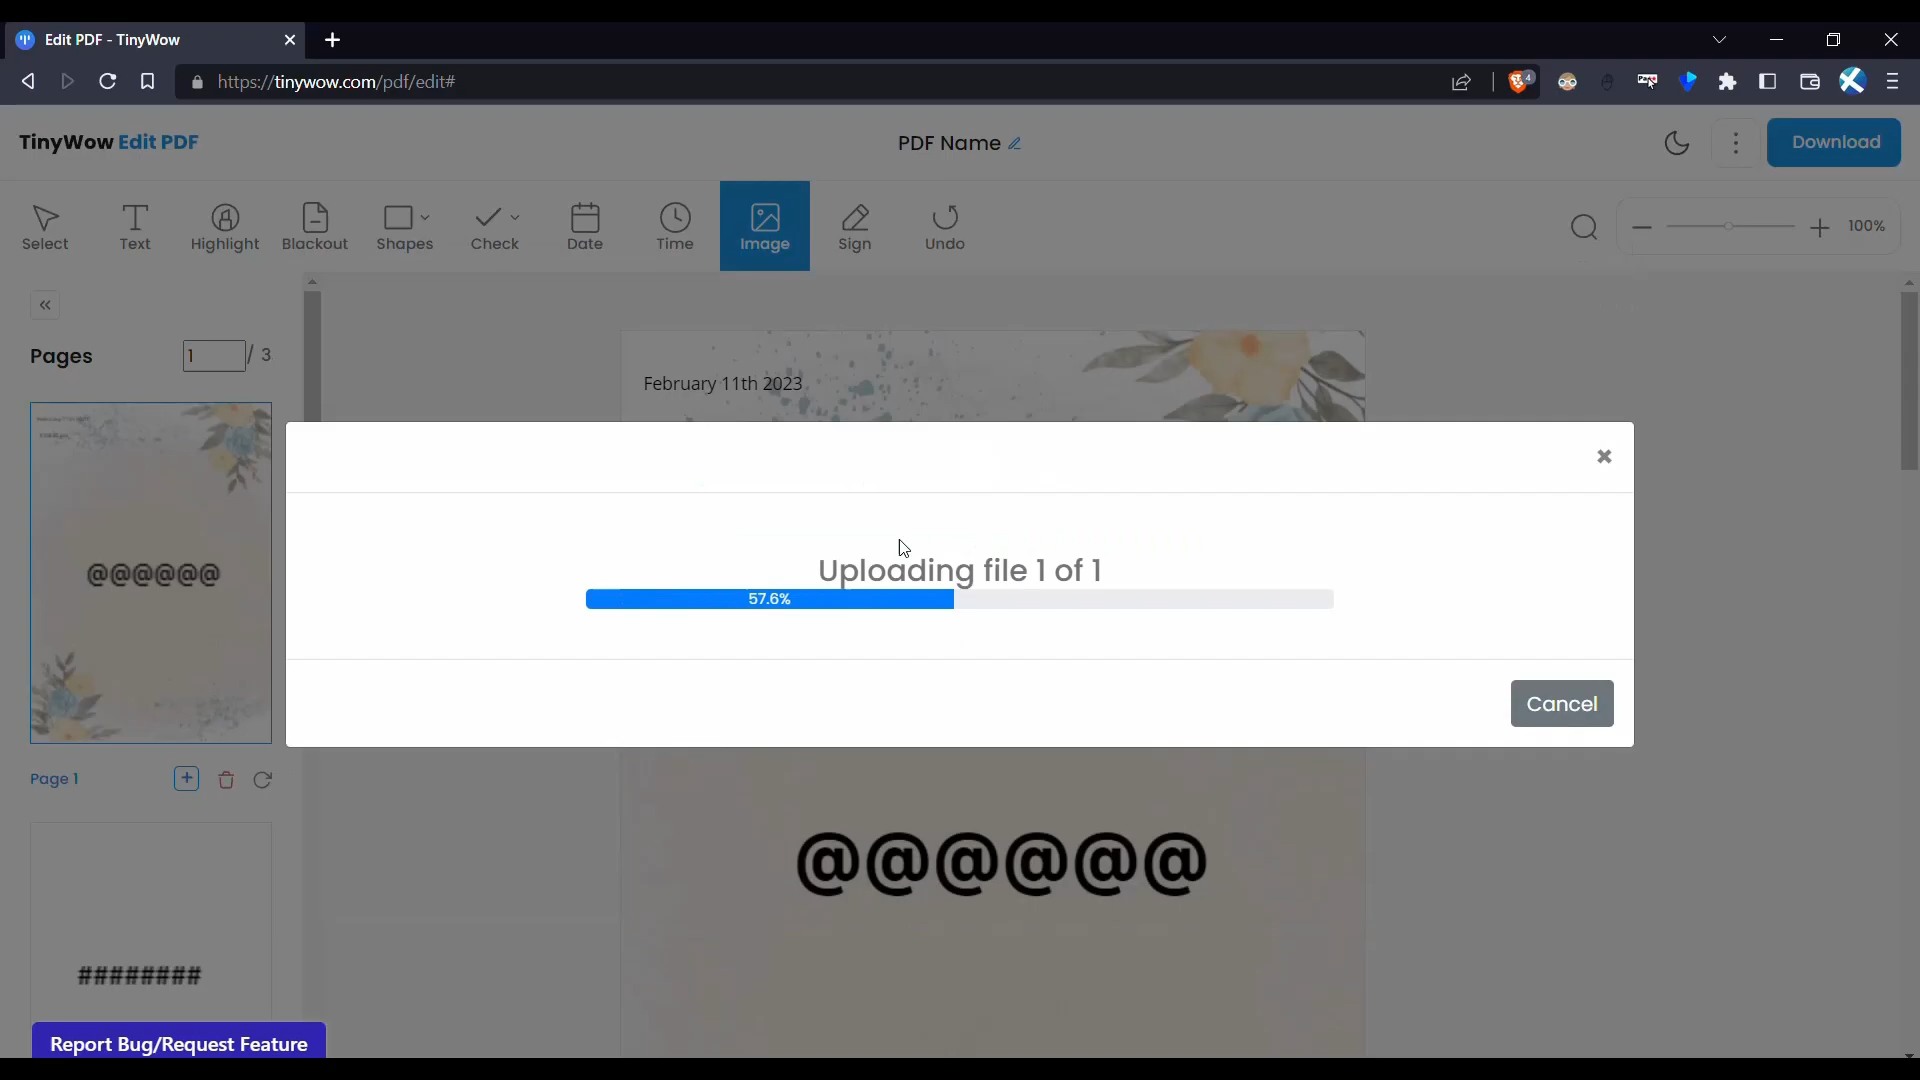 Edit PDF - TinyWow
https://tinywow.com/pdf/edit#
4
TinyWow Edit PDF
PDF Name
Download
Select
Text
Highlight
Blackout
Shapes
Check
Date
Time
Image
Sign
Undo
100%
Pages
1 / 3
February 11th 2023
@@@@@@
Uploading file 1 of 1
57.6%
Cancel
Page 1
@@@@@@
########
Report Bug/Request Feature